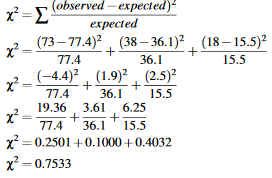 χ² = ∑ (observed − expected)² / expected
χ² = (73 − 77.4)² / 77.4 + (38 − 36.1)² / 36.1 + (18 − 15.5)² / 15.5
χ² = (−4.4)² / 77.4 + (1.9)² / 36.1 + (2.5)² / 15.5
χ² = 19.36 / 77.4 + 3.61 / 36.1 + 6.25 / 15.5
χ² = 0.2501 + 0.1000 + 0.4032
χ² = 0.7533